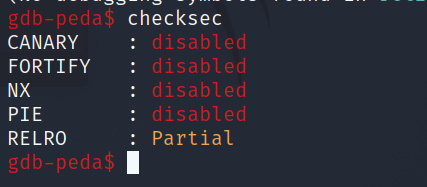 gdb-peda$ checksec
CANARY    : disabled
FORTIFY   : disabled
NX        : disabled
PIE       : disabled
RELRO     : Partial
gdb-peda$